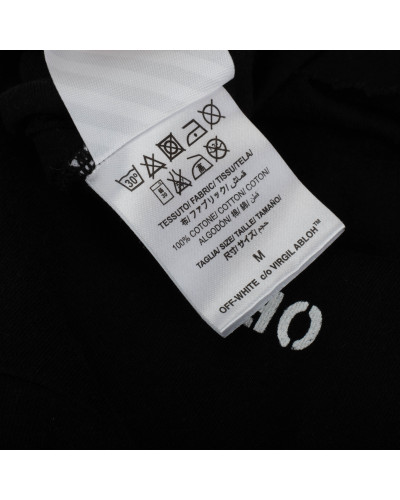 30°
TESSUTO/ FABRIC/ TISSU/TELA/
布/ファブリック/ قماش/
100% COTONE/COTTON/ COTON/
ALGODÓN/ 棉/ 綿/ قطن
TAGLIA/ SIZE/ TAILLE/ TAMAÑO/
尺寸/サイズ/ حجم
M
OFF-WHITE c/o VIRGIL ABLOH™